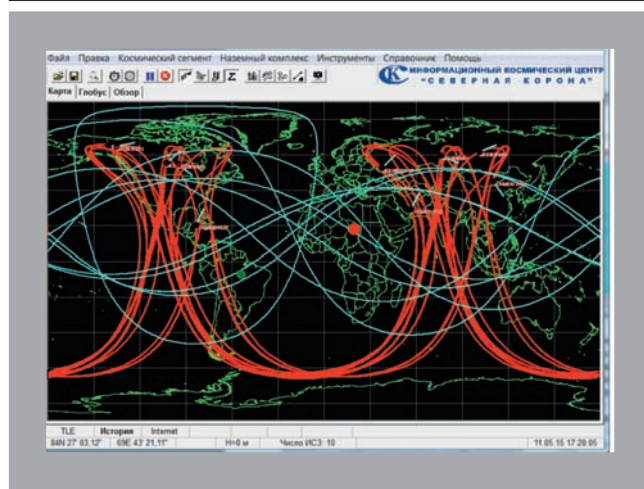 Файл Правка Космический сегмент Наземный комплекс Инструменты Справочник Помощь
ИНФОРМАЦИОННЫЙ КОСМИЧЕСКИЙ ЦЕНТР
"СЕВЕРНАЯ КОРОНА"
Карта Глобус Обзор
TLE История Internet
84N 27' 03,12" 69E 43' 21,11" H=0 м Число ИСЗ: 10 11.05.15 17:20:05